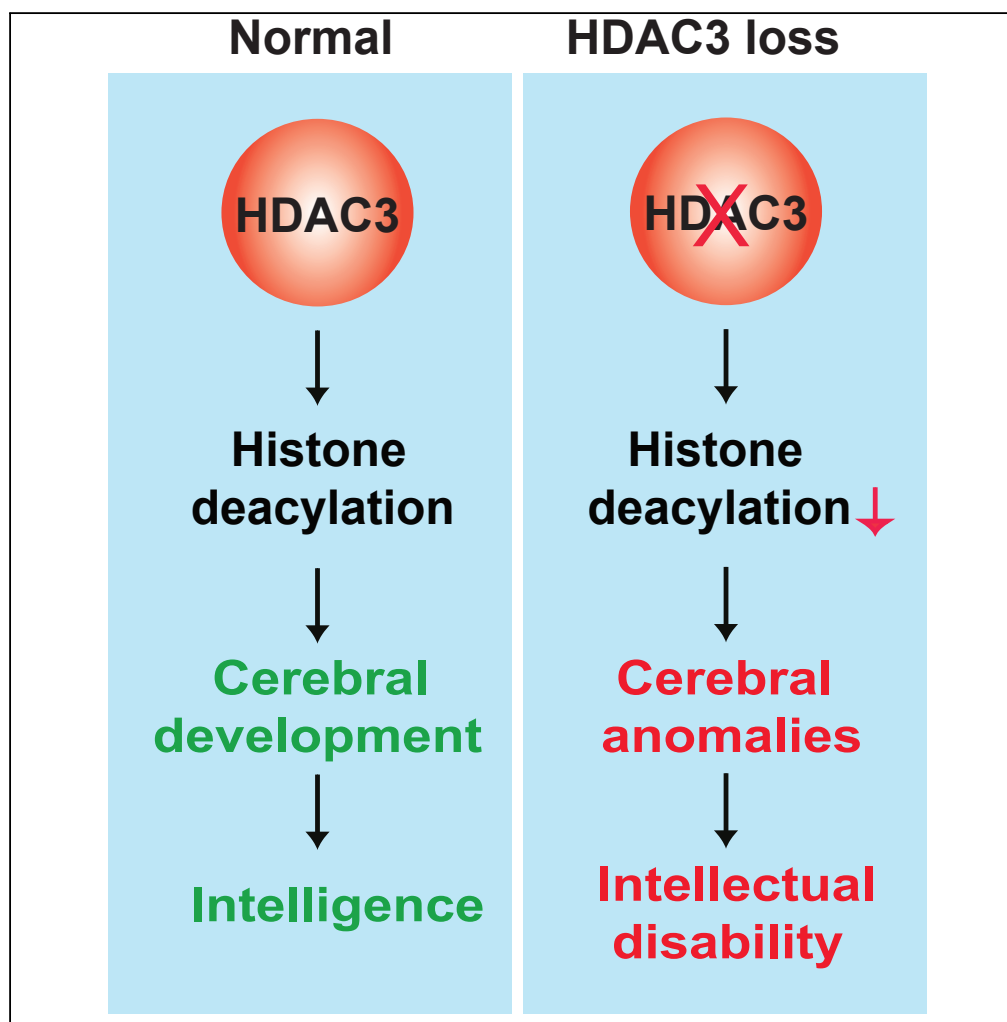 Normal
HDAC3
Histone
deacylation
Cerebral
development
Intelligence
HDAC3 loss
HDAC3
Histone
deacylation↓
Cerebral
anomalies
Intellectual
disability